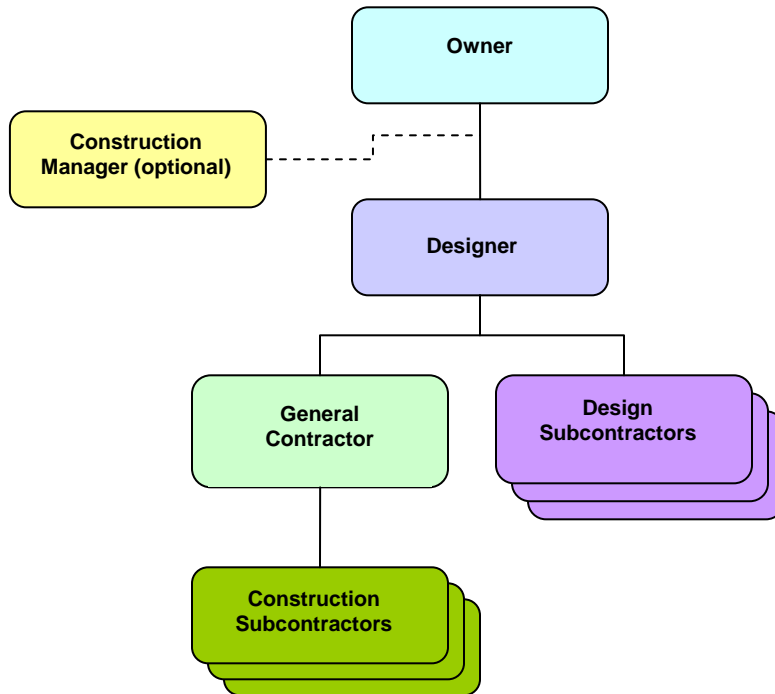 Owner
Construction
Manager (optional)
Designer
General
Contractor
Design
Subcontractors
Construction
Subcontractors